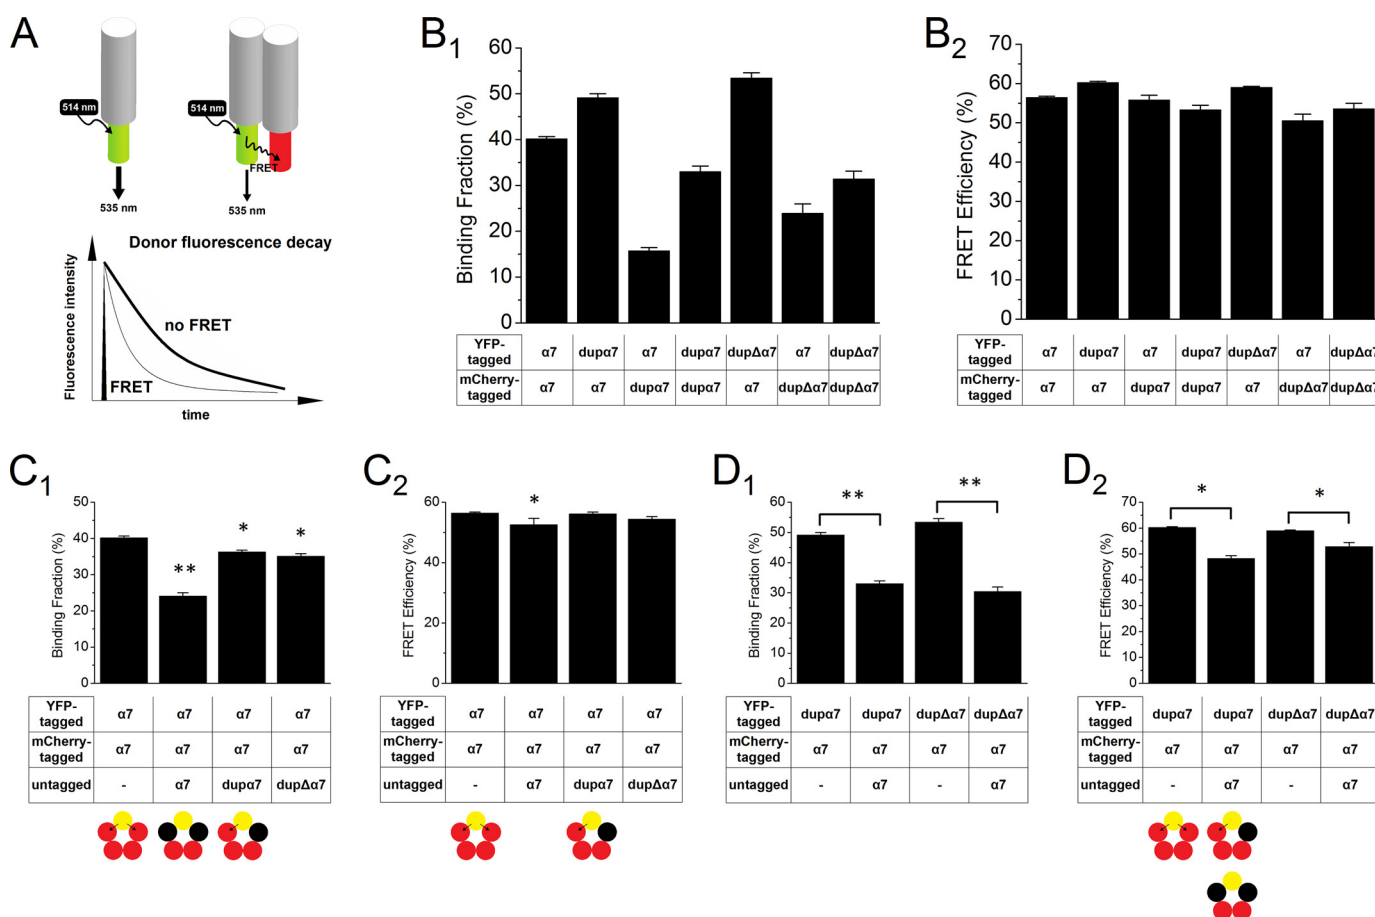 A
514 nm
514 nm
FRET
535 nm
535 nm
Donor fluorescence decay
Fluorescence intensity
no FRET
FRET
time
B1
Binding Fraction (%)
60
50
40
30
20
10
0
YFP-tagged α7 dupα7 α7 dupα7 dupΔα7 α7 dupΔα7
mCherry-tagged α7 α7 dupα7 dupα7 α7 dupΔα7 dupΔα7
B2
FRET Efficiency (%)
70
60
50
40
30
20
10
0
YFP-tagged α7 dupα7 α7 dupα7 dupΔα7 α7 dupΔα7
mCherry-tagged α7 α7 dupα7 dupα7 α7 dupΔα7 dupΔα7
C1
Binding Fraction (%)
50
40
30
20
10
0
** * *
YFP-tagged α7 α7 α7 α7
mCherry-tagged α7 α7 α7 α7
untagged - α7 dupα7 dupΔα7
C2
FRET Efficiency (%)
60
50
40
30
20
10
0
*
YFP-tagged α7 α7 α7 α7
mCherry-tagged α7 α7 α7 α7
untagged - α7 dupα7 dupΔα7
D1
Binding Fraction (%)
60
50
40
30
20
10
0
** **
YFP-tagged dupα7 dupα7 dupΔα7 dupΔα7
mCherry-tagged α7 α7 α7 α7
untagged - α7 - α7
D2
FRET Efficiency (%)
70
60
50
40
30
20
10
0
* *
YFP-tagged dupα7 dupα7 dupΔα7 dupΔα7
mCherry-tagged α7 α7 α7 α7
untagged - α7 - α7